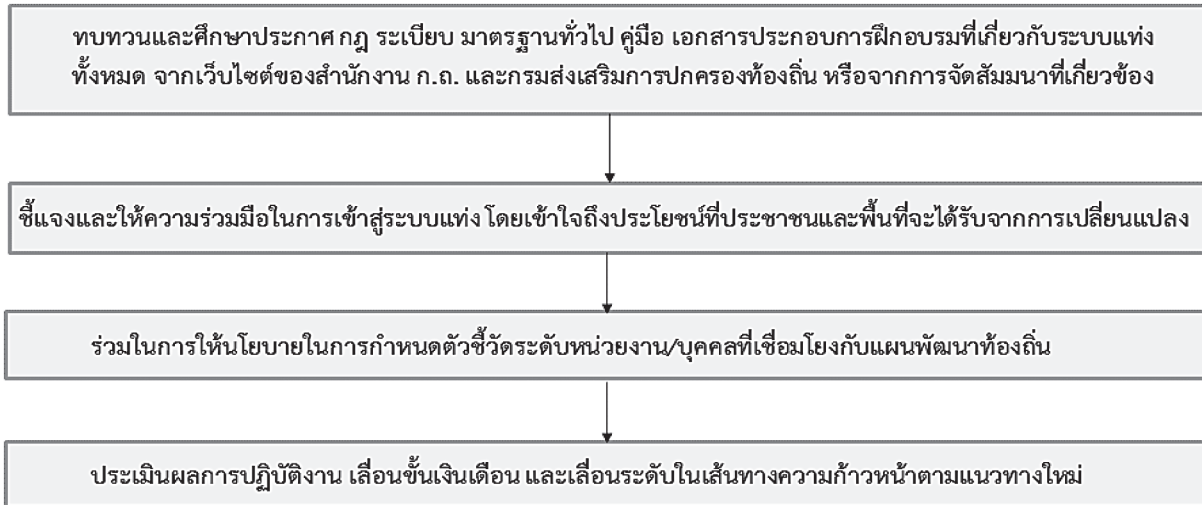 ทบทวนและศึกษาประกาศ กฎ ระเบียบ มาตรฐานทั่วไป คู่มือ เอกสารประกอบการฝึกอบรมที่เกี่ยวกับระบบแท่ง
ทั้งหมด จากเว็บไซต์ของสำนักงาน ก.ถ. และกรมส่งเสริมการปกครองท้องถิ่น หรือจากการจัดสัมมนาที่เกี่ยวข้อง
ชี้แจงและให้ความร่วมมือในการเข้าสู่ระบบแท่ง โดยเข้าใจถึงประโยชน์ที่ประชาชนและพื้นที่จะได้รับจากการเปลี่ยนแปลง
ร่วมในการให้นโยบายในการกำหนดตัวชี้วัดระดับหน่วยงาน/บุคคลที่เชื่อมโยงกับแผนพัฒนาท้องถิ่น
ประเมินผลการปฏิบัติงาน เลื่อนขั้นเงินเดือน และเลื่อนระดับในเส้นทางความก้าวหน้าตามแนวทางใหม่